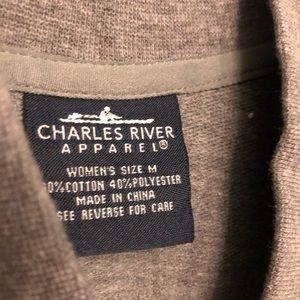 CHARLES RIVER
APPAREL®
WOMEN'S SIZE M
0%COTTON 40%POLYESTER
MADE IN CHINA
SEE REVERSE FOR CARE